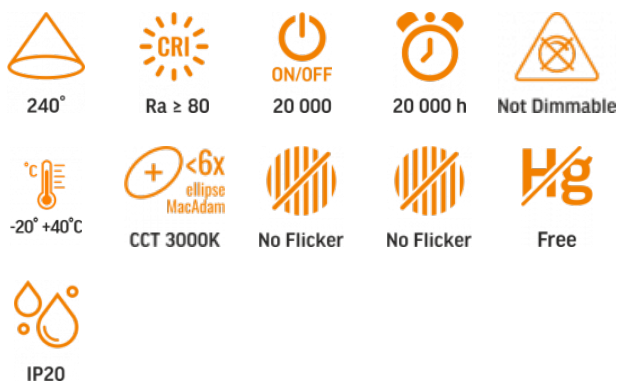 240°
CRI
Ra ≥ 80
ON/OFF
20 000
20 000 h
Not Dimmable
°C
-20° +40°C
<6x
ellipse
MacAdam
CCT 3000K
No Flicker
No Flicker
Hg
Free
IP20